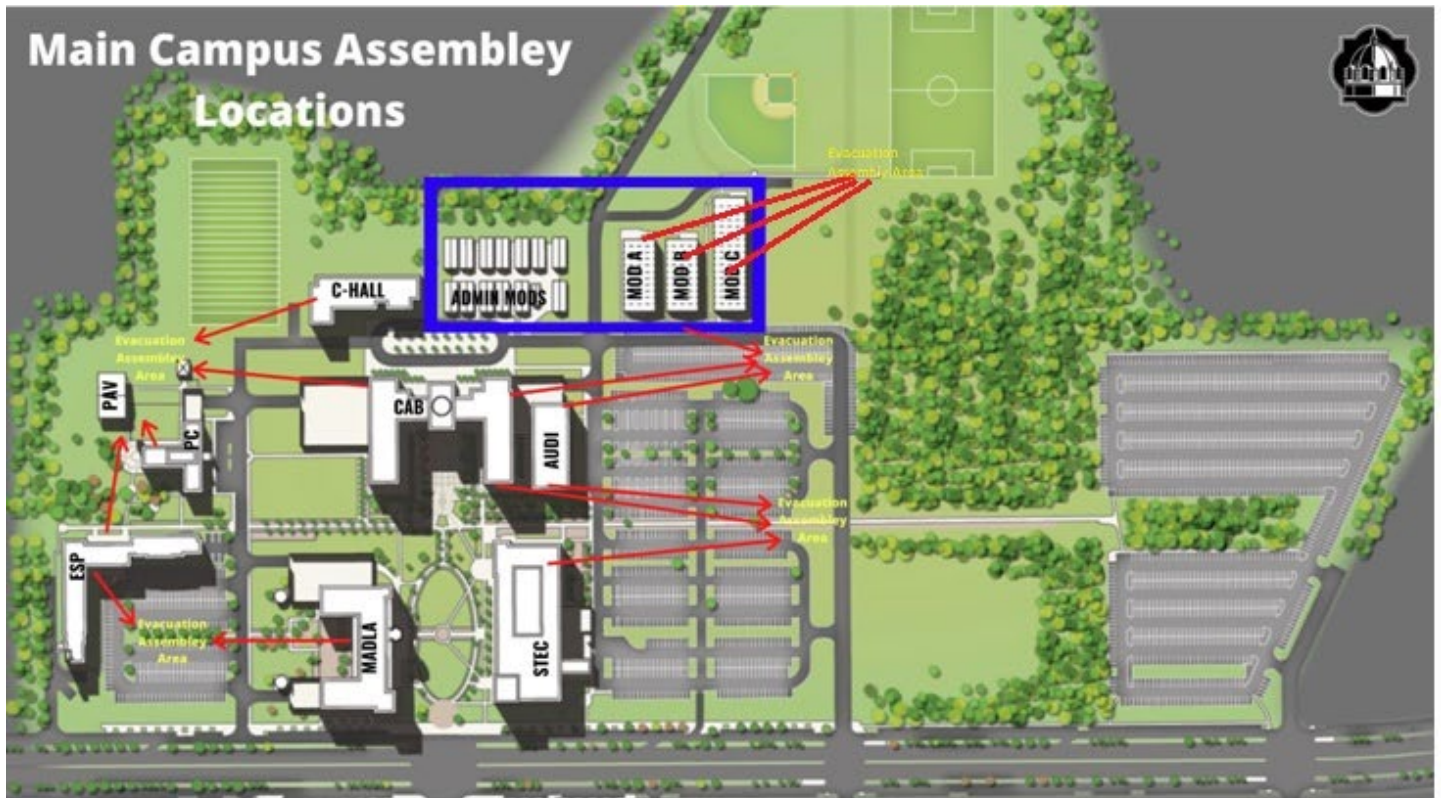 Main Campus Assembley
Locations
Evacuation
Assembly Area
MOD A
MOD B
MOD C
ADMIN MODS
C-HALL
Evacuation
Assembley
Area
Evacuation
Assembley
Area
PAV
PC
CAB
AUDI
Evacuation
Assembley
Area
ESP
MADLA
STEC
Evacuation
Assembley
Area